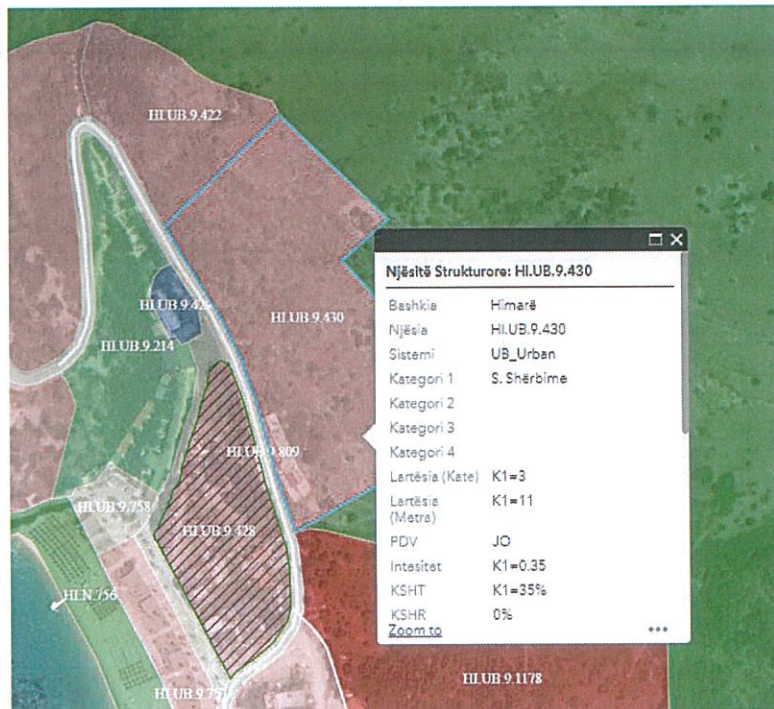 HI.UB.9.422
HI.UB.9.430
HI.UB.9.214
HI.UB.9.428
HI.UB.9.758
HI.N.756
HI.UB.9.1178
Njësitë Strukturore: HI.UB.9.430
Bashkia Himarë
Njësia HI.UB.9.430
Sistemi UB_Urban
Kategori 1 S. Shërbime
Kategori 2
Kategori 3
Kategori 4
Lartësia (Kate) K1=3
Lartësia (Metra) K1=11
PDV JO
Intesitet K1=0.35
KSHT K1=35%
KSHR 0%
Zoom to